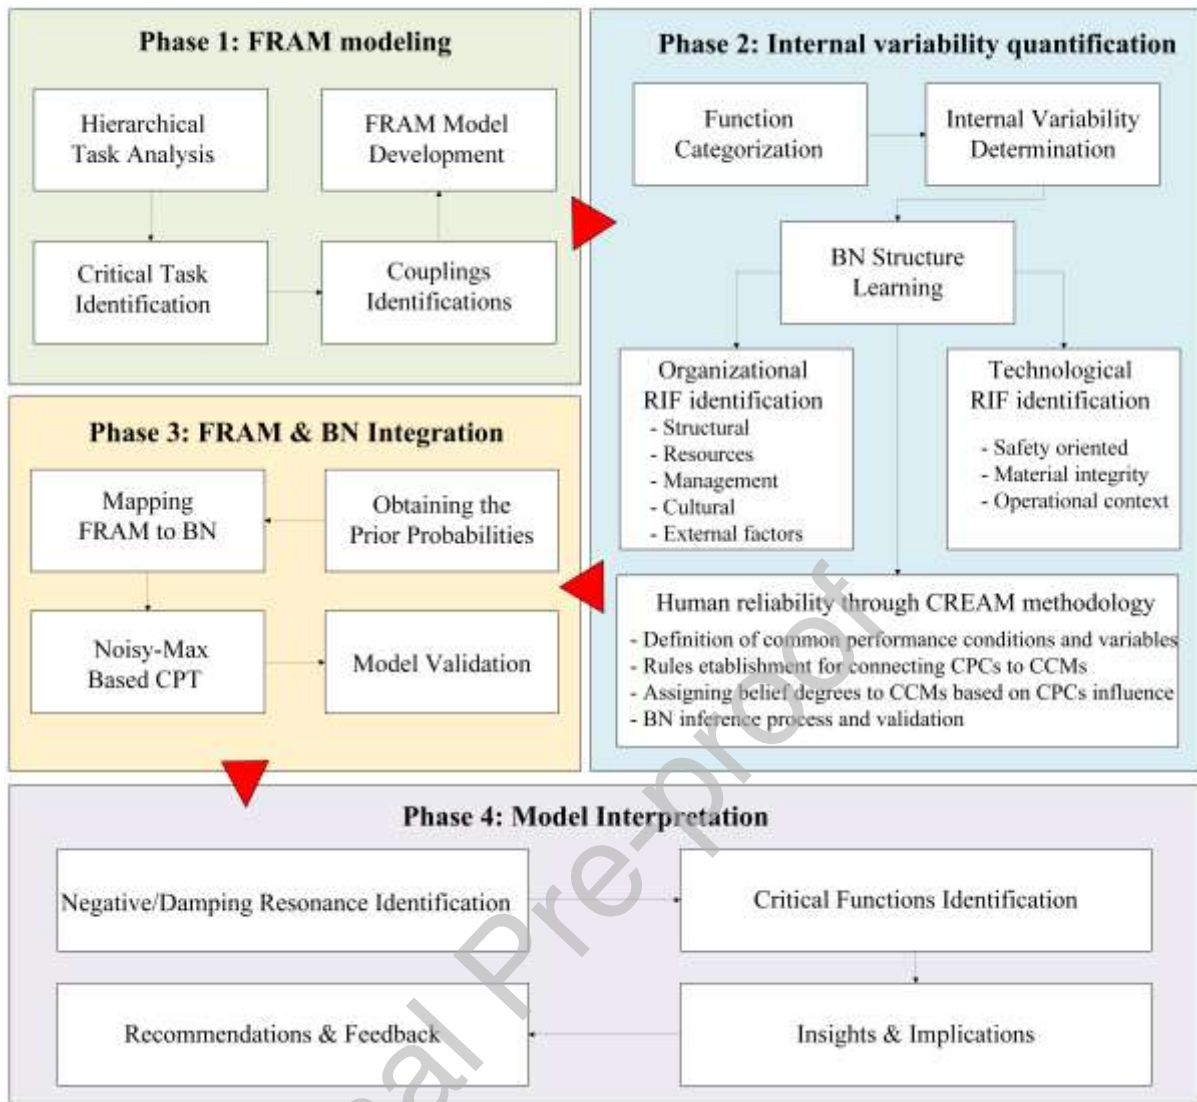 Phase 1: FRAM modeling
Hierarchical
Task Analysis
FRAM Model
Development
Critical Task
Identification
Couplings
Identifications
Phase 2: Internal variability quantification
Function
Categorization
Internal Variability
Determination
BN Structure
Learning
Organizational
RIF identification
- Structural
- Resources
- Management
- Cultural
- External factors
Technological
RIF identification
- Safety oriented
- Material integrity
- Operational context
Human reliability through CREAM methodology
- Definition of common performance conditions and variables
- Rules etablishment for connecting CPCs to CCMs
- Assigning belief degrees to CCMs based on CPCs influence
- BN inference process and validation
Phase 3: FRAM & BN Integration
Mapping
FRAM to BN
Obtaining the
Prior Probabilities
Noisy-Max
Based CPT
Model Validation
Phase 4: Model Interpretation
Negative/Damping Resonance Identification
Critical Functions Identification
Recommendations & Feedback
Insights & Implications
al Pre-proof